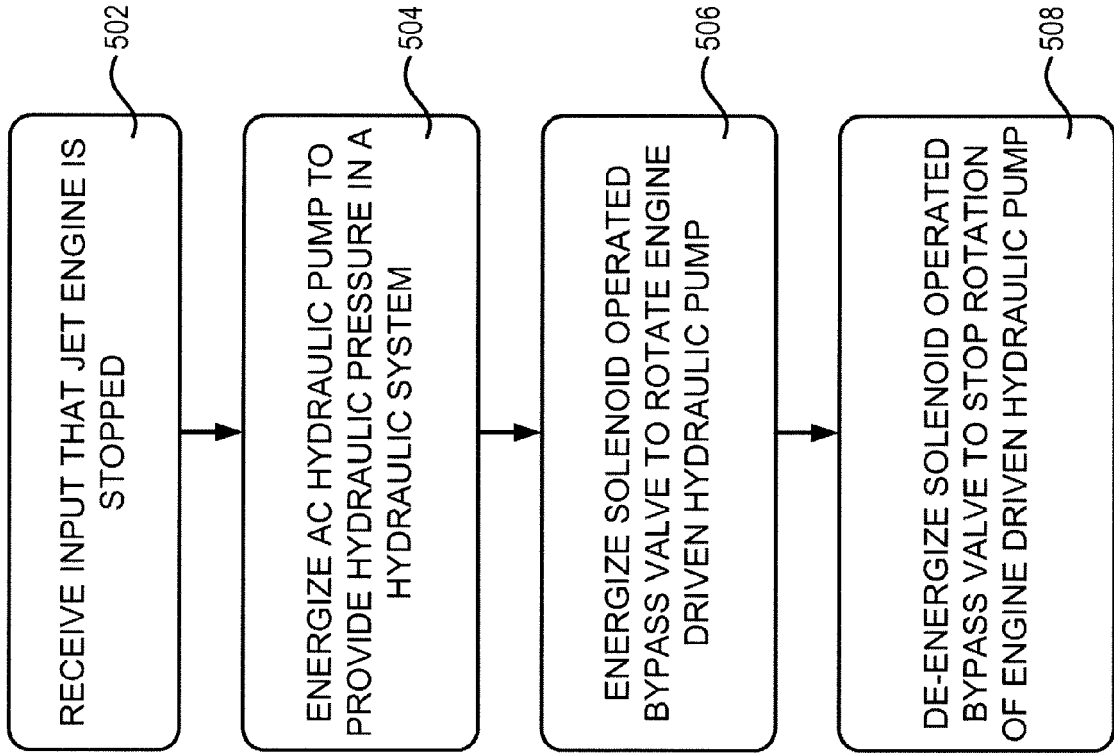 RECEIVE INPUT THAT JET ENGINE IS
STOPPED
502
ENERGIZE AC HYDRAULIC PUMP TO
PROVIDE HYDRAULIC PRESSURE IN A
HYDRAULIC SYSTEM
504
ENERGIZE SOLENOID OPERATED
BYPASS VALVE TO ROTATE ENGINE
DRIVEN HYDRAULIC PUMP
506
DE-ENERGIZE SOLENOID OPERATED
BYPASS VALVE TO STOP ROTATION
OF ENGINE DRIVEN HYDRAULIC PUMP
508